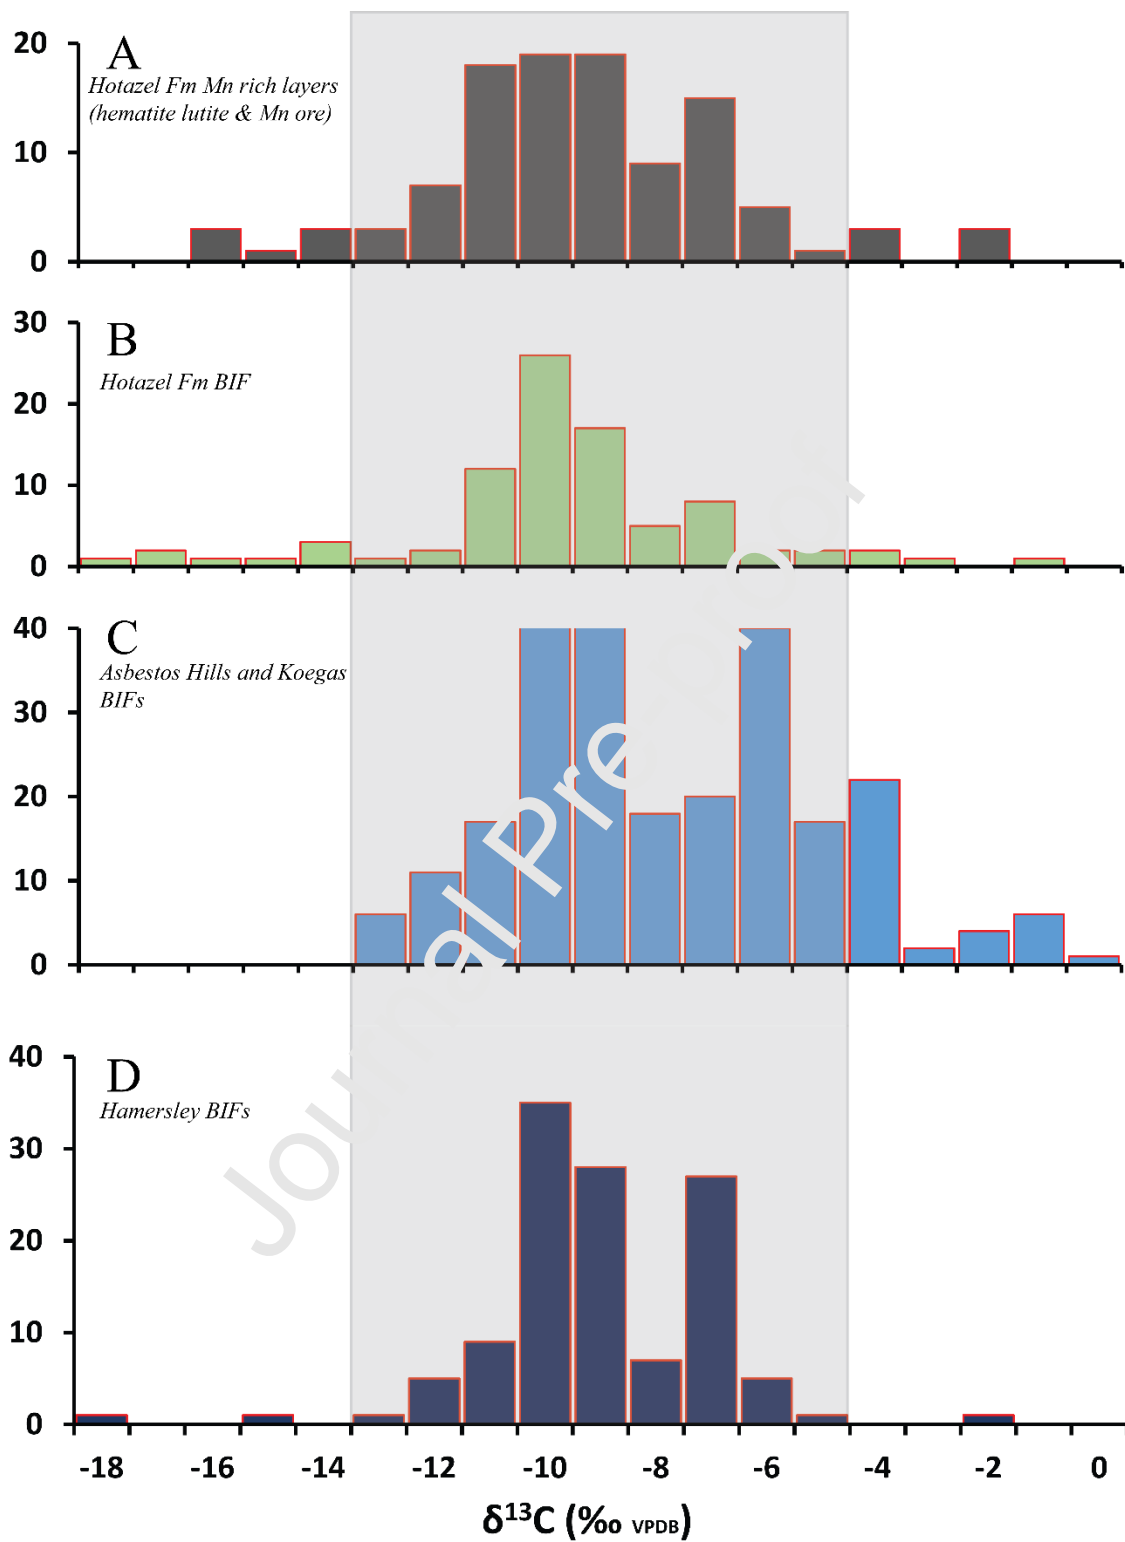 20
A
Hotazel Fm Mn rich layers
(hematite lutite & Mn ore)
10
0
30
B
Hotazel Fm BIF
20
10
0
40
C
Asbestos Hills and Koegas
BIFs
30
20
10
0
40
D
Hamersley BIFs
30
20
10
0
-18 -16 -14 -12 -10 -8 -6 -4 -2 0
δ¹³C (‰ VPDB)
Journal Pre-proof